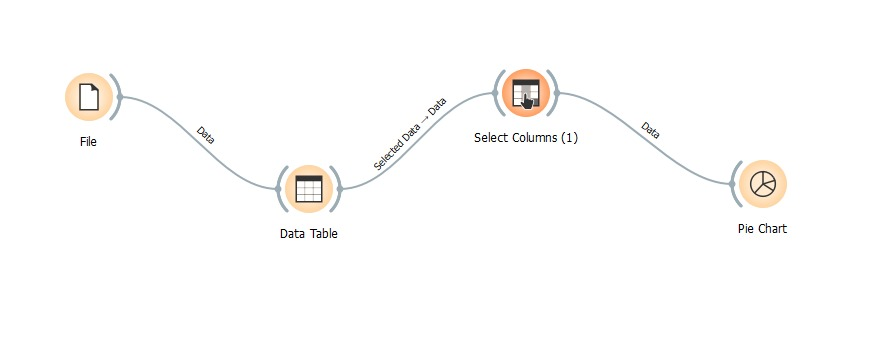 File
Data
Data Table
Selected Data → Data
Select Columns (1)
Data
Pie Chart